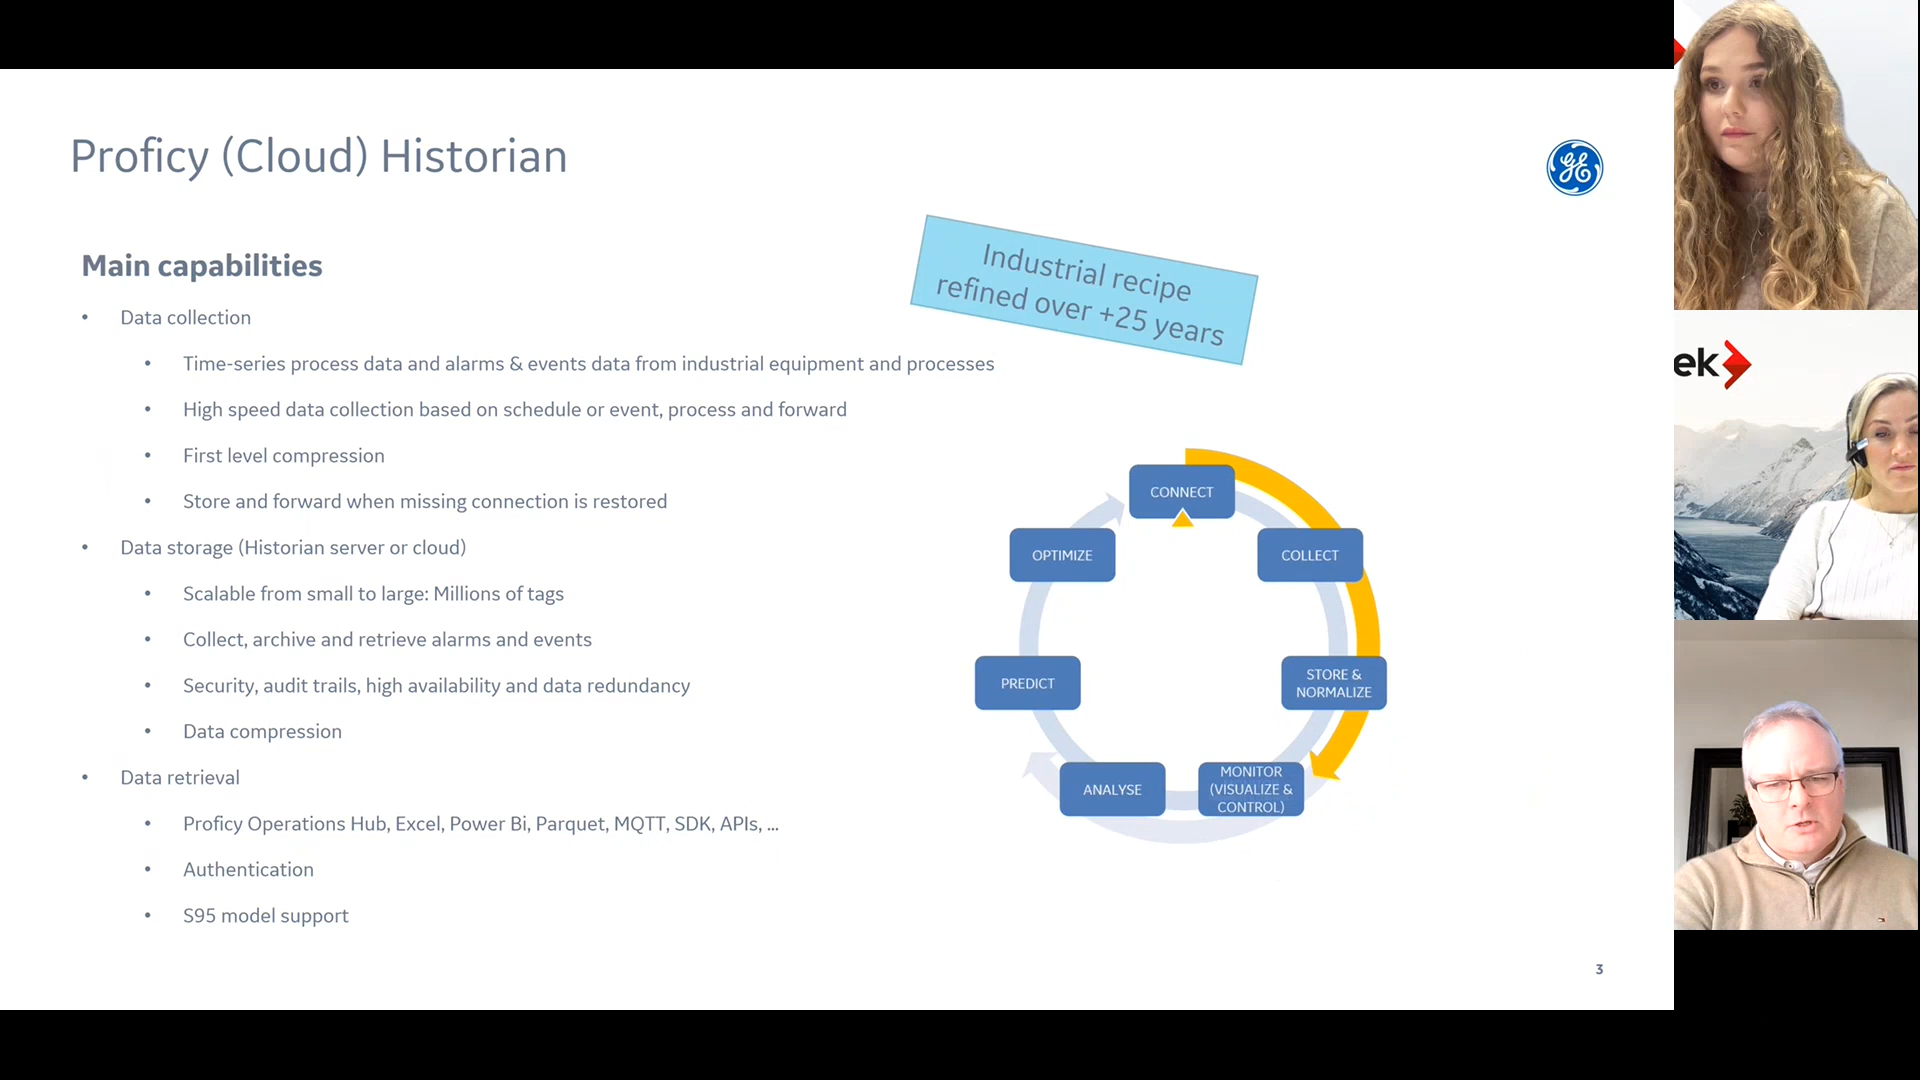 Proficy (Cloud) Historian
GE
Industrial recipe
refined over +25 years
Main capabilities
• Data collection
• Time-series process data and alarms & events data from industrial equipment and processes
• High speed data collection based on schedule or event, process and forward
• First level compression
• Store and forward when missing connection is restored
• Data storage (Historian server or cloud)
• Scalable from small to large: Millions of tags
• Collect, archive and retrieve alarms and events
• Security, audit trails, high availability and data redundancy
• Data compression
• Data retrieval
• Proficy Operations Hub, Excel, Power Bi, Parquet, MQTT, SDK, APIs, ...
• Authentication
• S95 model support
CONNECT
COLLECT
STORE &
NORMALIZE
MONITOR
(VISUALIZE &
CONTROL)
ANALYSE
PREDICT
OPTIMIZE
3
ek